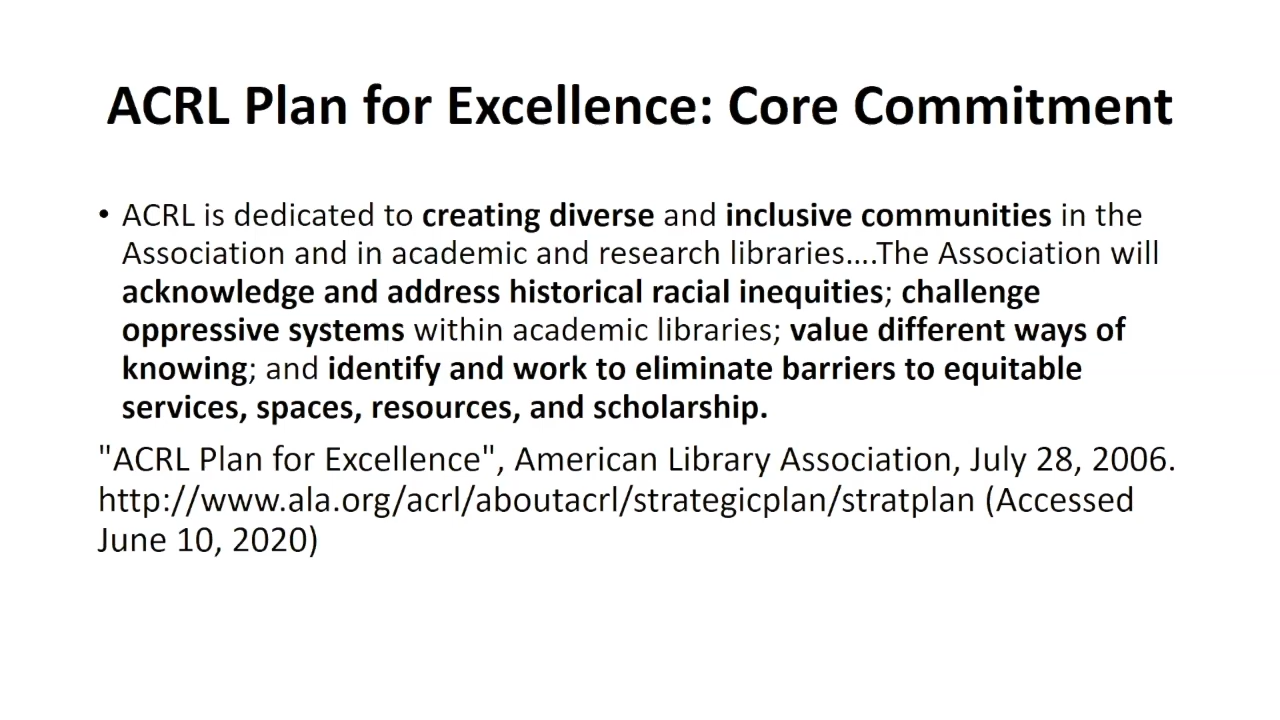 ACRL Plan for Excellence: Core Commitment
• ACRL is dedicated to creating diverse and inclusive communities in the
Association and in academic and research libraries....The Association will
acknowledge and address historical racial inequities; challenge
oppressive systems within academic libraries; value different ways of
knowing; and identify and work to eliminate barriers to equitable
services, spaces, resources, and scholarship.
"ACRL Plan for Excellence", American Library Association, July 28, 2006.
http://www.ala.org/acrl/aboutacrl/strategicplan/stratplan (Accessed
June 10, 2020)